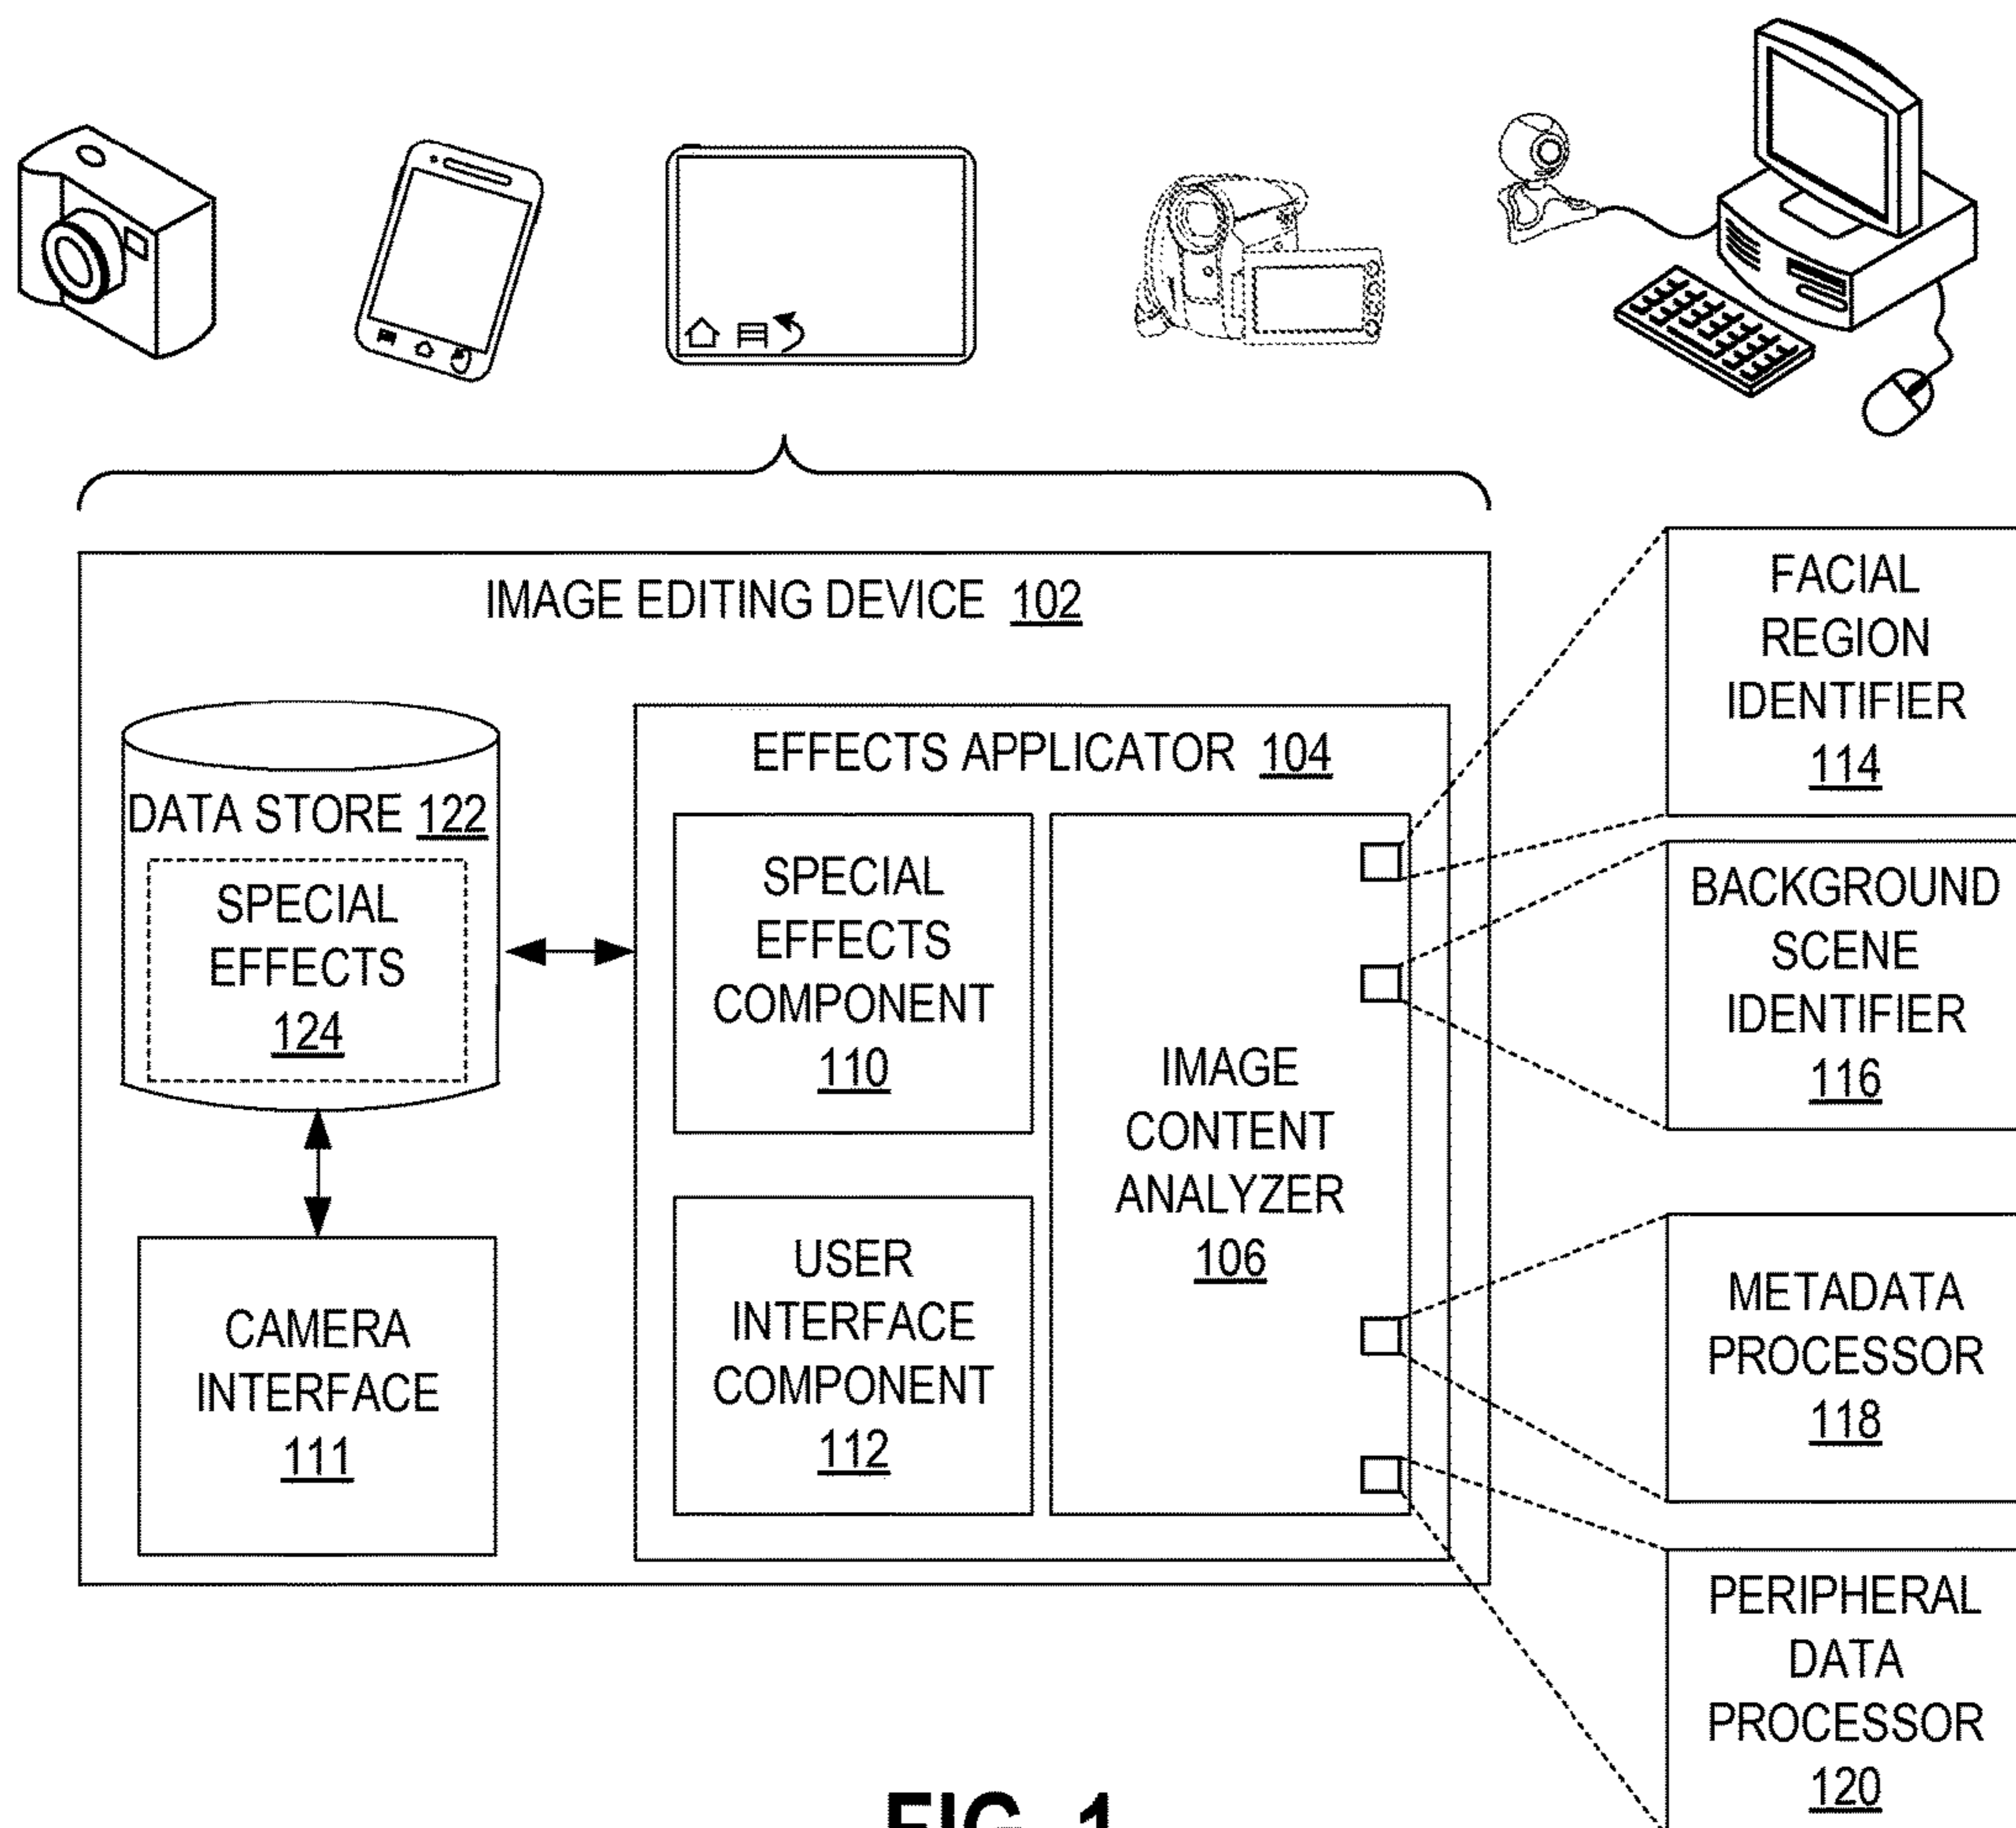 IMAGE EDITING DEVICE 102
DATA STORE 122
SPECIAL
EFFECTS
124
CAMERA
INTERFACE
111
EFFECTS APPLICATOR 104
SPECIAL
EFFECTS
COMPONENT
110
USER
INTERFACE
COMPONENT
112
IMAGE
CONTENT
ANALYZER
106
FACIAL
REGION
IDENTIFIER
114
BACKGROUND
SCENE
IDENTIFIER
116
METADATA
PROCESSOR
118
PERIPHERAL
DATA
PROCESSOR
120
FIG. 1